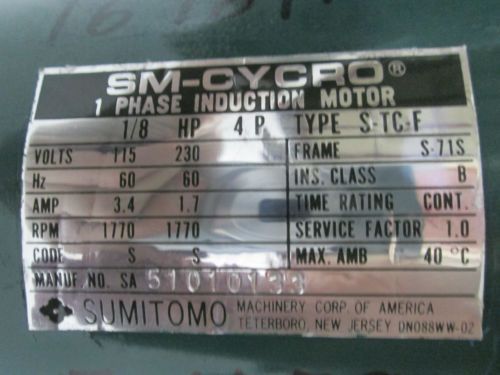 SM-CYCRO®
1 PHASE INDUCTION MOTOR
1/8 HP 4 P TYPE S-TC-F
VOLTS 115 230 FRAME S-71S
Hz 60 60 INS. CLASS B
AMP 3.4 1.7 TIME RATING CONT.
RPM 1770 1770 SERVICE FACTOR 1.0
CODE S S MAX. AMB 40 °C
MANUF. NO. SA
SUMITOMO MACHINERY CORP. OF AMERICA
TETERBORO, NEW JERSEY DN088WW-02